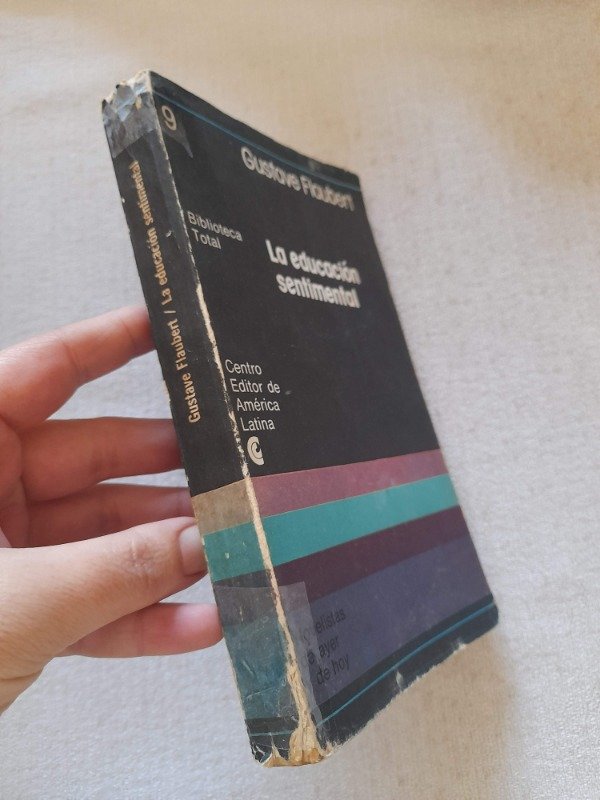 9
Gustave Flaubert
Biblioteca
Total
La educación
sentimental
Centro
Editor de
América
Latina
de hoy
Gustave Flaubert / La educación sentimental